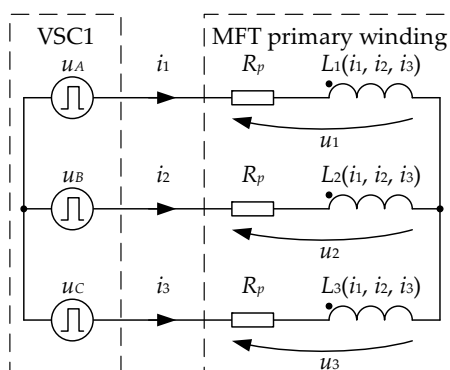 VSC1 MFT primary winding
uA i1 Rp L1(i1, i2, i3)
u1
uB i2 Rp L2(i1, i2, i3)
u2
uC i3 Rp L3(i1, i2, i3)
u3